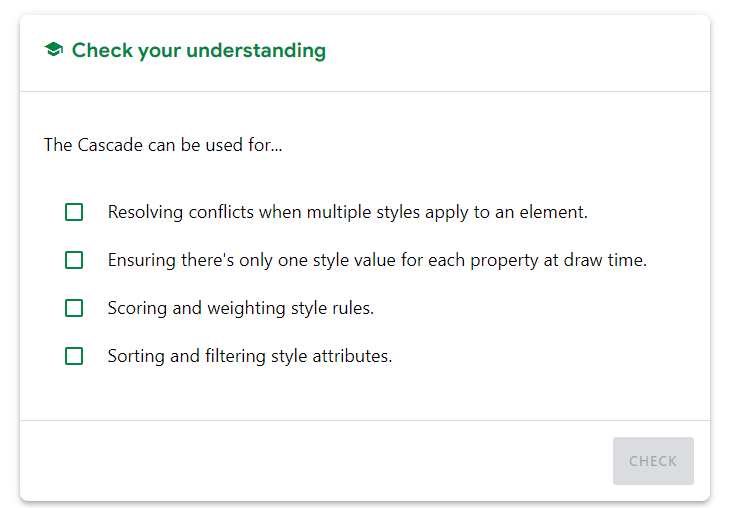 Check your understanding
The Cascade can be used for...
Resolving conflicts when multiple styles apply to an element.
Ensuring there's only one style value for each property at draw time.
Scoring and weighting style rules.
Sorting and filtering style attributes.
CHECK